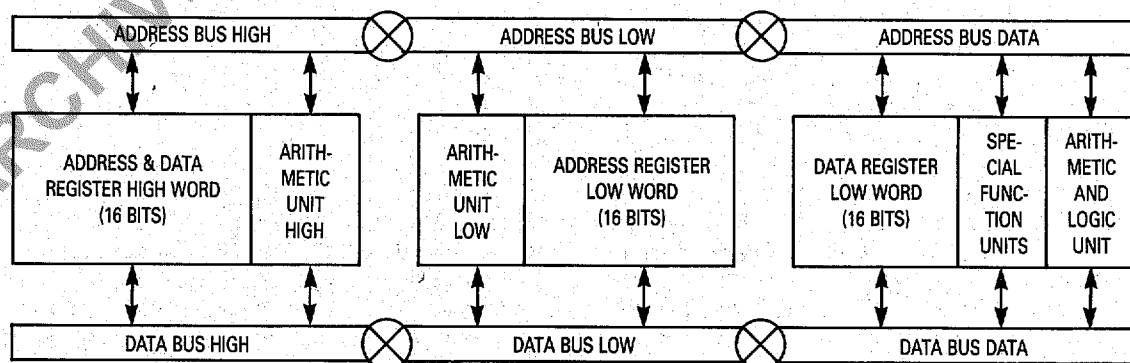 ADDRESS BUS HIGH
ADDRESS BUS LOW
ADDRESS BUS DATA
ADDRESS & DATA
REGISTER HIGH WORD
(16 BITS)
ARITH-
METIC
UNIT
HIGH
ARITH-
METIC
UNIT
LOW
ADDRESS REGISTER
LOW WORD
(16 BITS)
DATA REGISTER
LOW WORD
(16 BITS)
SPE-
CIAL
FUNC-
TION
UNITS
ARITH-
METIC
AND
LOGIC
UNIT
DATA BUS HIGH
DATA BUS LOW
DATA BUS DATA